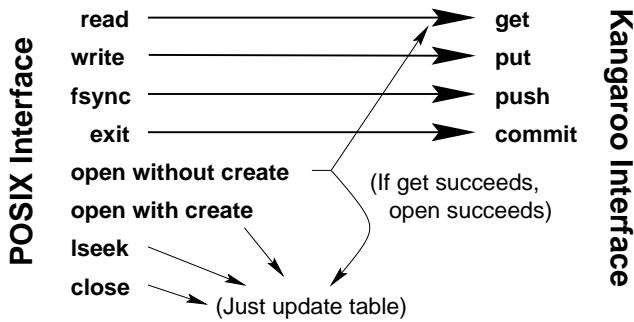 POSIX Interface
Kangaroo Interface
read
get
write
put
fsync
push
exit
commit
open without create
(If get succeeds,
open succeeds)
open with create
lseek
close
(Just update table)